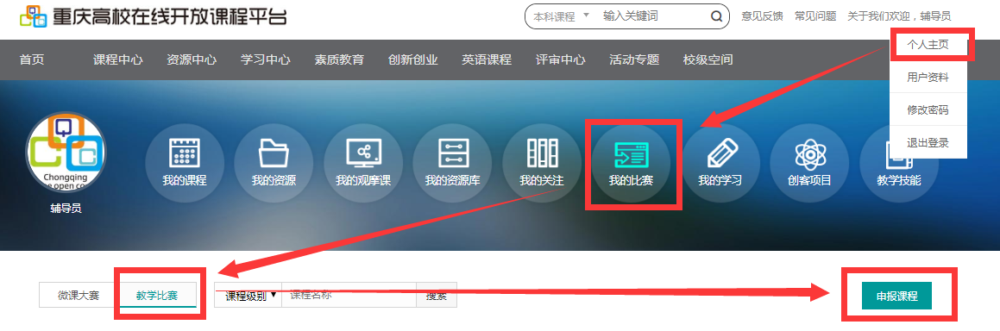 重庆高校在线开放课程平台
本科课程 输入关键词
意见反馈 常见问题 关于我们欢迎，辅导员
个人主页
用户资料
修改密码
退出登录
首页 课程中心 资源中心 学习中心 素质教育 创新创业 英语课程 评审中心 活动专题 校级空间
Chongqing
e open co
辅导员
我的课程 我的资源 我的观摩课 我的资源库 我的关注 我的比赛 我的学习 创客项目 教学技能
微课大赛 教学比赛 课程级别 课程名称 搜索 申报课程